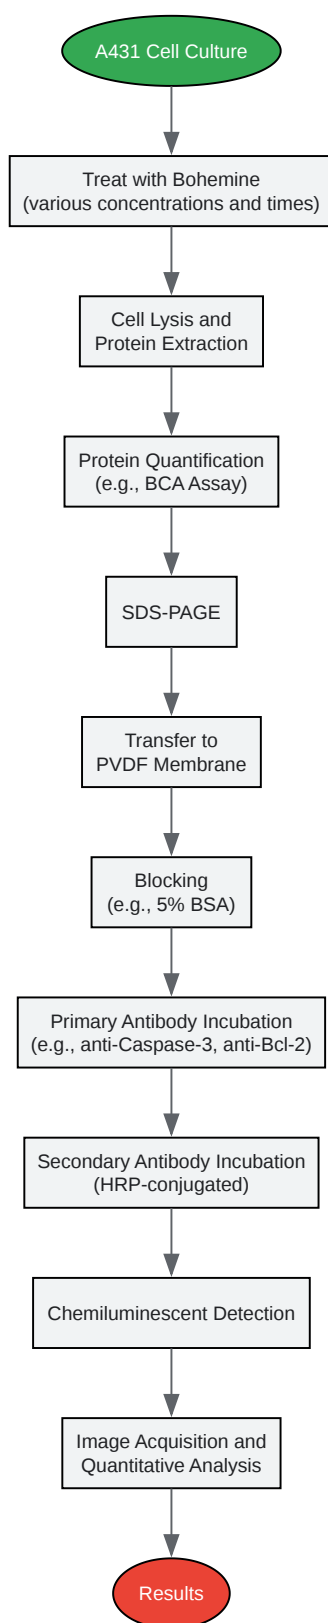 A431 Cell Culture
Treat with Bohemine
(various concentrations and times)
Cell Lysis and
Protein Extraction
Protein Quantification
(e.g., BCA Assay)
SDS-PAGE
Transfer to
PVDF Membrane
Blocking
(e.g., 5% BSA)
Primary Antibody Incubation
(e.g., anti-Caspase-3, anti-Bcl-2)
Secondary Antibody Incubation
(HRP-conjugated)
Chemiluminescent Detection
Image Acquisition and
Quantitative Analysis
Results